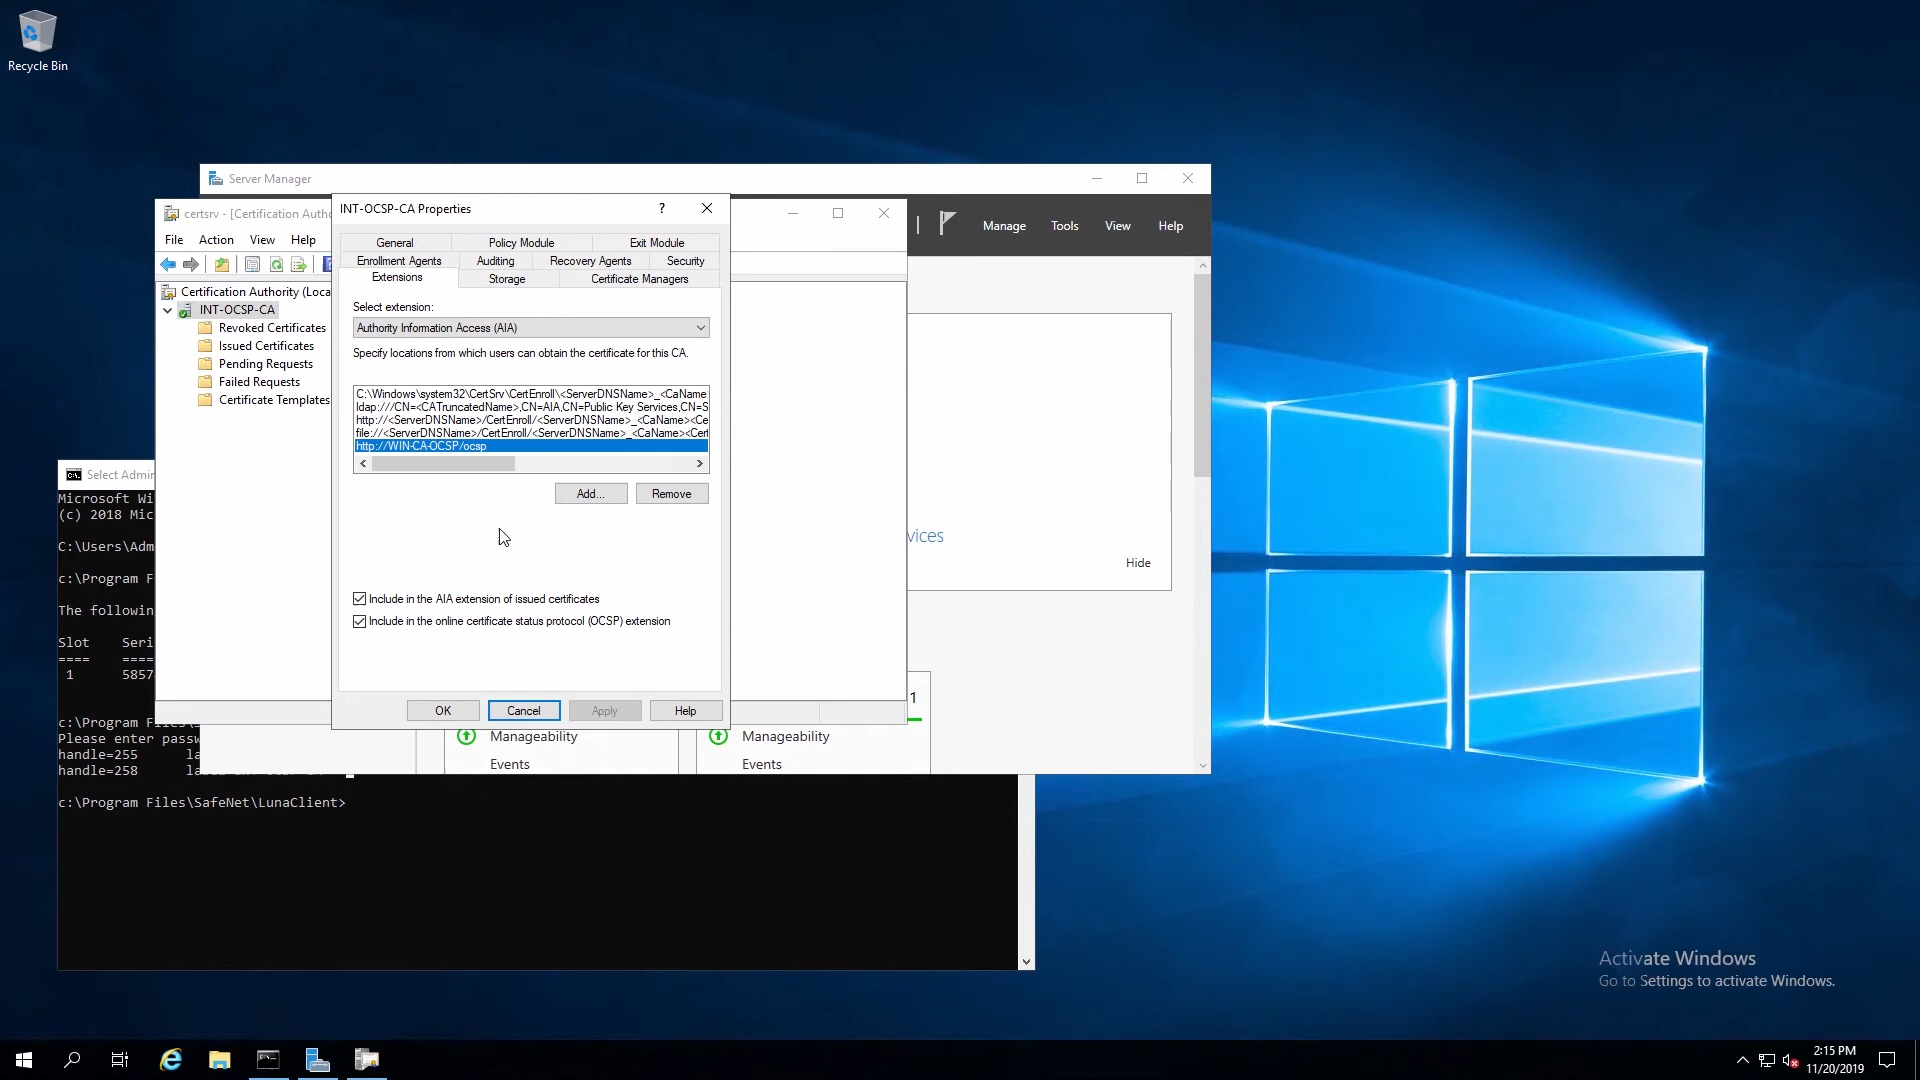 Recycle Bin
Server Manager
Manage
Tools
View
Help
certsrv - [Certification Autho
File
Action
View
Help
Certification Authority (Loca
INT-OCSP-CA
Revoked Certificates
Issued Certificates
Pending Requests
Failed Requests
Certificate Templates
INT-OCSP-CA Properties
?
General
Policy Module
Exit Module
Enrollment Agents
Auditing
Recovery Agents
Security
Extensions
Storage
Certificate Managers
Select extension:
Authority Information Access (AIA)
Specify locations from which users can obtain the certificate for this CA.
C:\Windows\system32\CertSrv\CertEnroll\<ServerDNSName>_<CaName
ldap:///CN=<CATruncatedName>,CN=AIA,CN=Public Key Services,CN=S
http://<ServerDNSName>/CertEnroll/<ServerDNSName>_<CaName><Ce
file://<ServerDNSName>/CertEnroll/<ServerDNSName>_<CaName><Cert
http://WIN-CA-OCSP/ocsp
Add...
Remove
Include in the AIA extension of issued certificates
Include in the online certificate status protocol (OCSP) extension
OK
Cancel
Apply
Help
vices
Hide
1
Manageability
Events
Manageability
Events
Select Admin
Microsoft Wi
(c) 2018 Mic
C:\Users\Adm
c:\Program F
The followin
Slot Seri
==== ====
1 5857
c:\Program Files\
Please enter passw
handle=255 la
handle=258
c:\Program Files\SafeNet\LunaClient>
Activate Windows
Go to Settings to activate Windows.
2:15 PM
11/20/2019